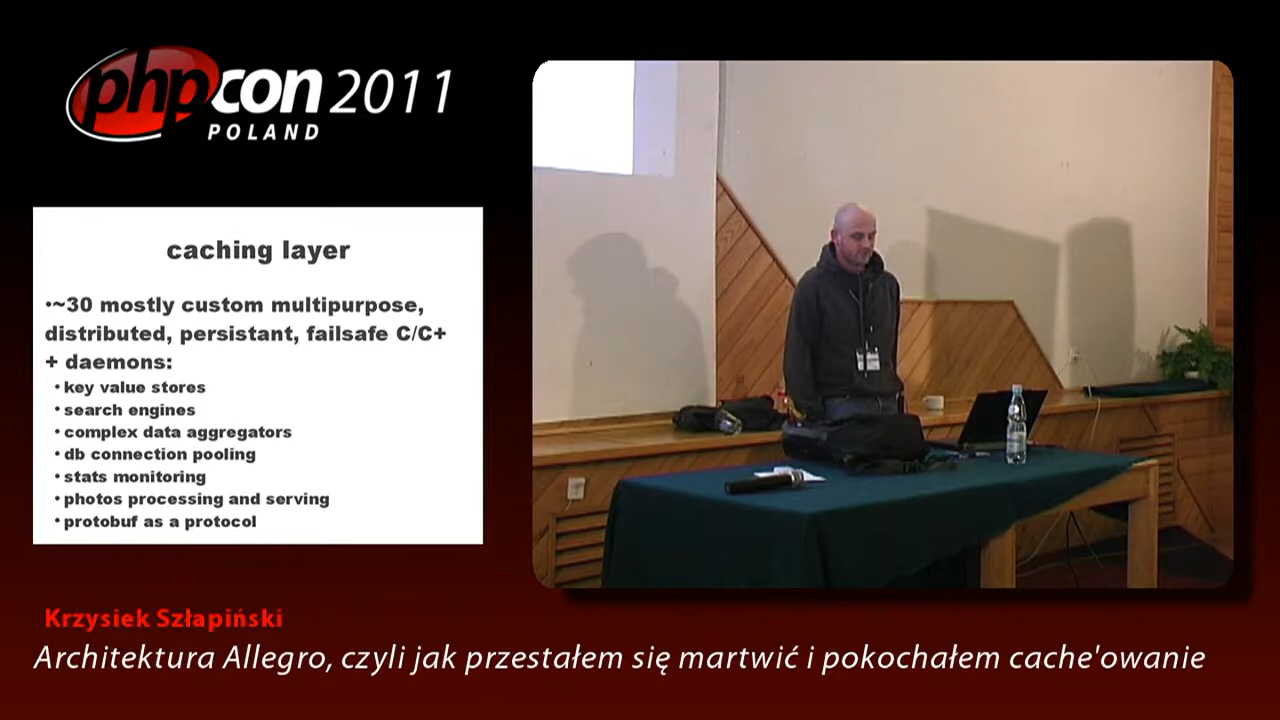 phpcon 2011
POLAND
caching layer
•~30 mostly custom multipurpose,
distributed, persistant, failsafe C/C+
+ daemons:
•key value stores
•search engines
•complex data aggregators
•db connection pooling
•stats monitoring
•photos processing and serving
•protobuf as a protocol
Krzysiek Szłapiński
Architektura Allegro, czyli jak przestałem się martwić i pokochałem cache'owanie